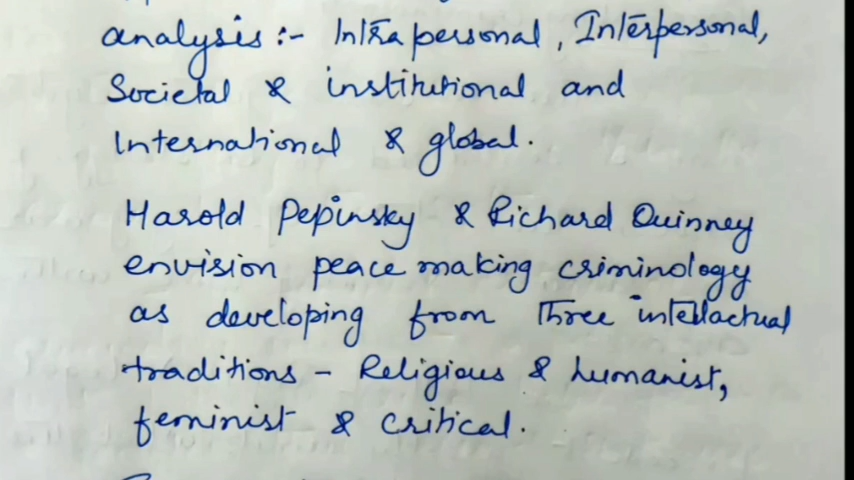 analysis :- Intrapersonal, Interpersonal,
Societal & institutional and
International & global.
Harold Pepinsky & Richard Quinney
envision peace making criminology
as developing from Three intellactual
traditions - Religious & humanist,
feminist & critical.